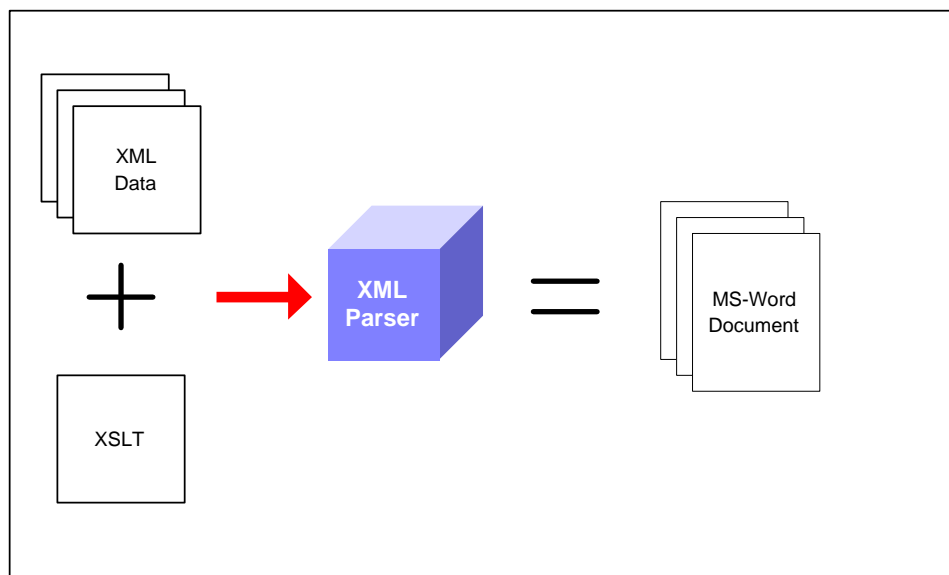 XML
Data
XML
Parser
MS-Word
Document
XSLT